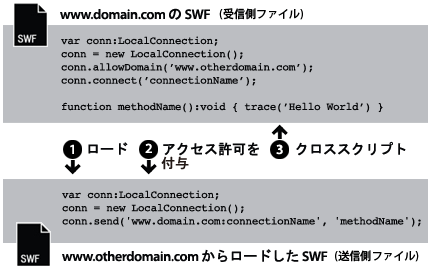 www.domain.com の SWF（受信側ファイル）
SWF
var conn:LocalConnection;
conn = new LocalConnection();
conn.allowDomain(‘www.otherdomain.com’);
conn.connect(‘connectionName’);
function methodName():void { trace(‘Hello World’) }
1 ロード 2 アクセス許可を 3 クロススクリプト
付与
var conn:LocalConnection;
conn = new LocalConnection();
conn.send('www.domain.com:connectionName', 'methodName');
SWF
www.otherdomain.com からロードした SWF（送信側ファイル）